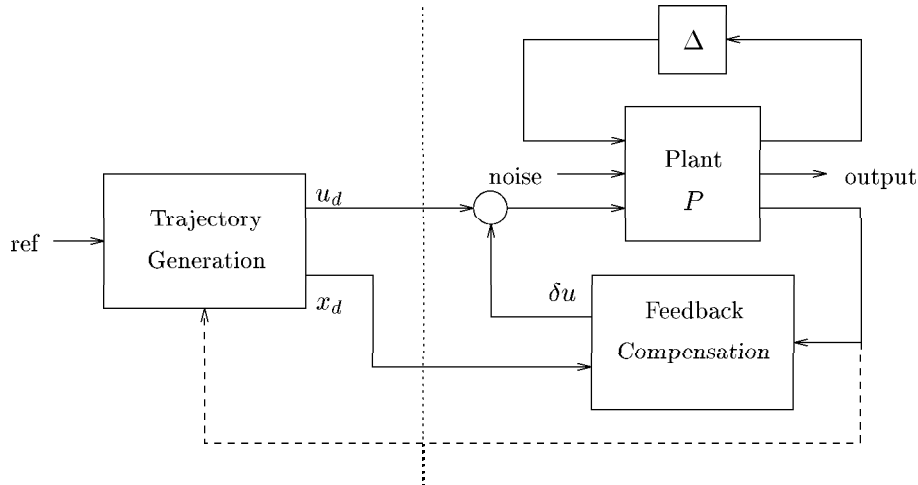 Δ
Plant
P
noise
output
u_d
ref
Trajectory
Generation
x_d
δu
Feedback
Compensation